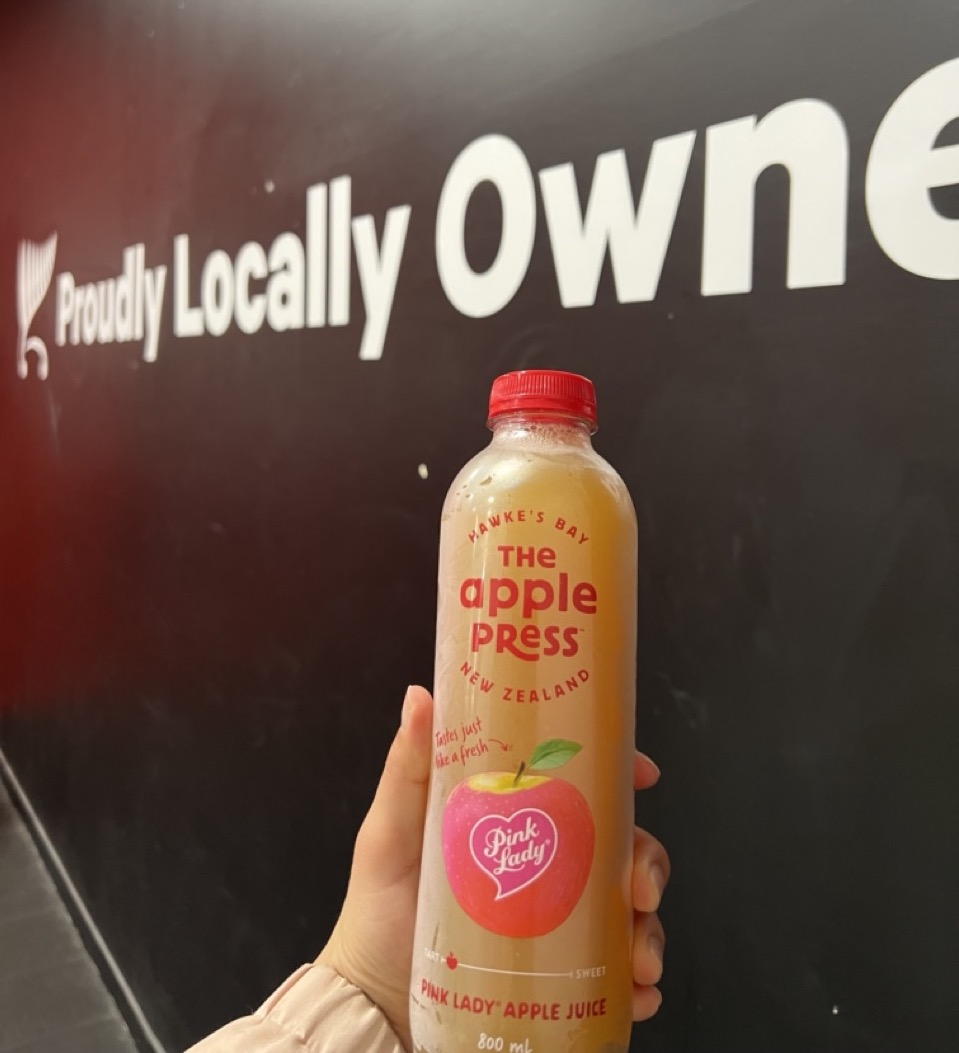 Proudly Locally Owne
HAWKE'S BAY
THE
apple
PRESS™
NEW ZEALAND
Tastes just
like a fresh
Pink
Lady®
TART
SWEET
PINK LADY® APPLE JUICE
800 mL